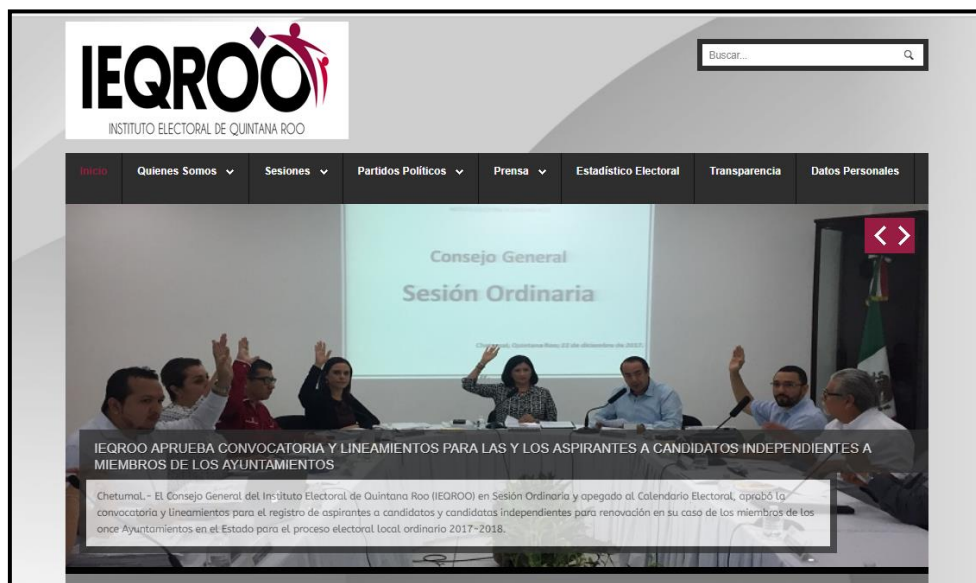 IEQROO
INSTITUTO ELECTORAL DE QUINTANA ROO
Buscar...
Inicio
Quienes Somos
Sesiones
Partidos Políticos
Prensa
Estadístico Electoral
Transparencia
Datos Personales
Consejo General
Sesión Ordinaria
Chetumal, Quintana Roo; 22 de diciembre de 2017.
IEQROO APRUEBA CONVOCATORIA Y LINEAMIENTOS PARA LAS Y LOS ASPIRANTES A CANDIDATOS INDEPENDIENTES A
MIEMBROS DE LOS AYUNTAMIENTOS
Chetumal.- El Consejo General del Instituto Electoral de Quintana Roo (IEQROO) en Sesión Ordinaria y apegado al Calendario Electoral, aprobó la
convocatoria y lineamientos para el registro de aspirantes a candidatos y candidatas independientes para renovación en su caso de los miembros de los
once Ayuntamientos en el Estado para el proceso electoral local ordinario 2017-2018.